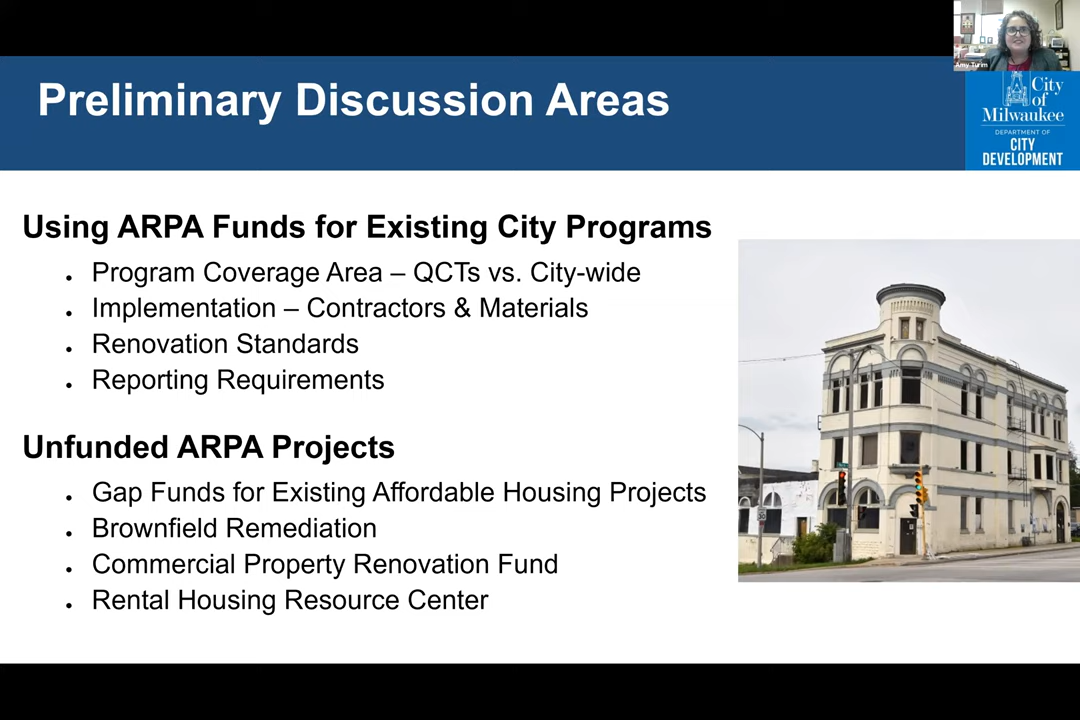 Amy Turim
Preliminary Discussion Areas
City
of
Milwaukee
DEPARTMENT OF
CITY
DEVELOPMENT
Using ARPA Funds for Existing City Programs
• Program Coverage Area – QCTs vs. City-wide
• Implementation – Contractors & Materials
• Renovation Standards
• Reporting Requirements
Unfunded ARPA Projects
• Gap Funds for Existing Affordable Housing Projects
• Brownfield Remediation
• Commercial Property Renovation Fund
• Rental Housing Resource Center